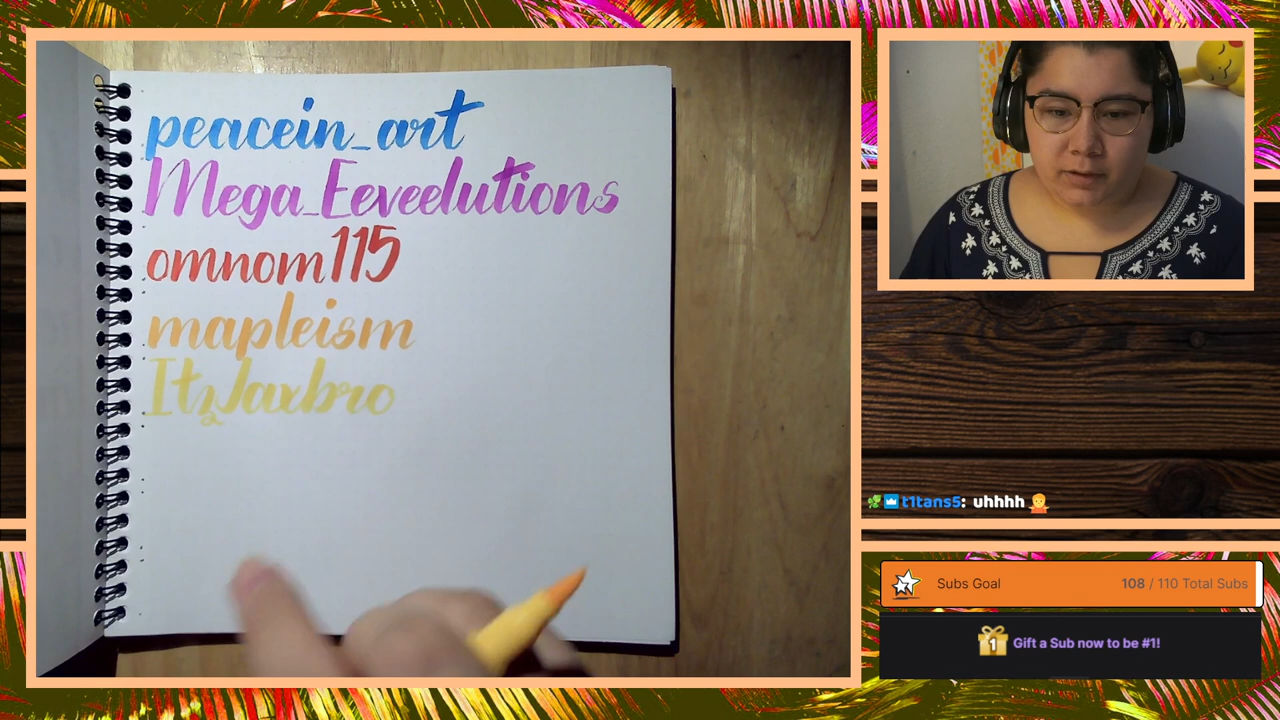 peacein_art
Mega_Eeveelutions
omnom115
mapleism
ItzJaxbro
t1tans5: uhhhh
Subs Goal 108 / 110 Total Subs
1 Gift a Sub now to be #1!